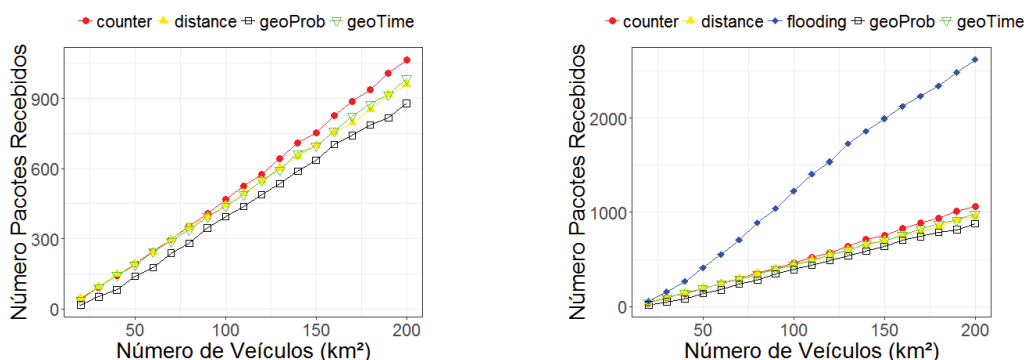 counter distance geoProb geoTime
Número Pacotes Recebidos
900
600
300
0
50 100 150 200
Número de Veículos (km²)
counter distance flooding geoProb geoTime
Número Pacotes Recebidos
2000
1000
0
50 100 150 200
Número de Veículos (km²)